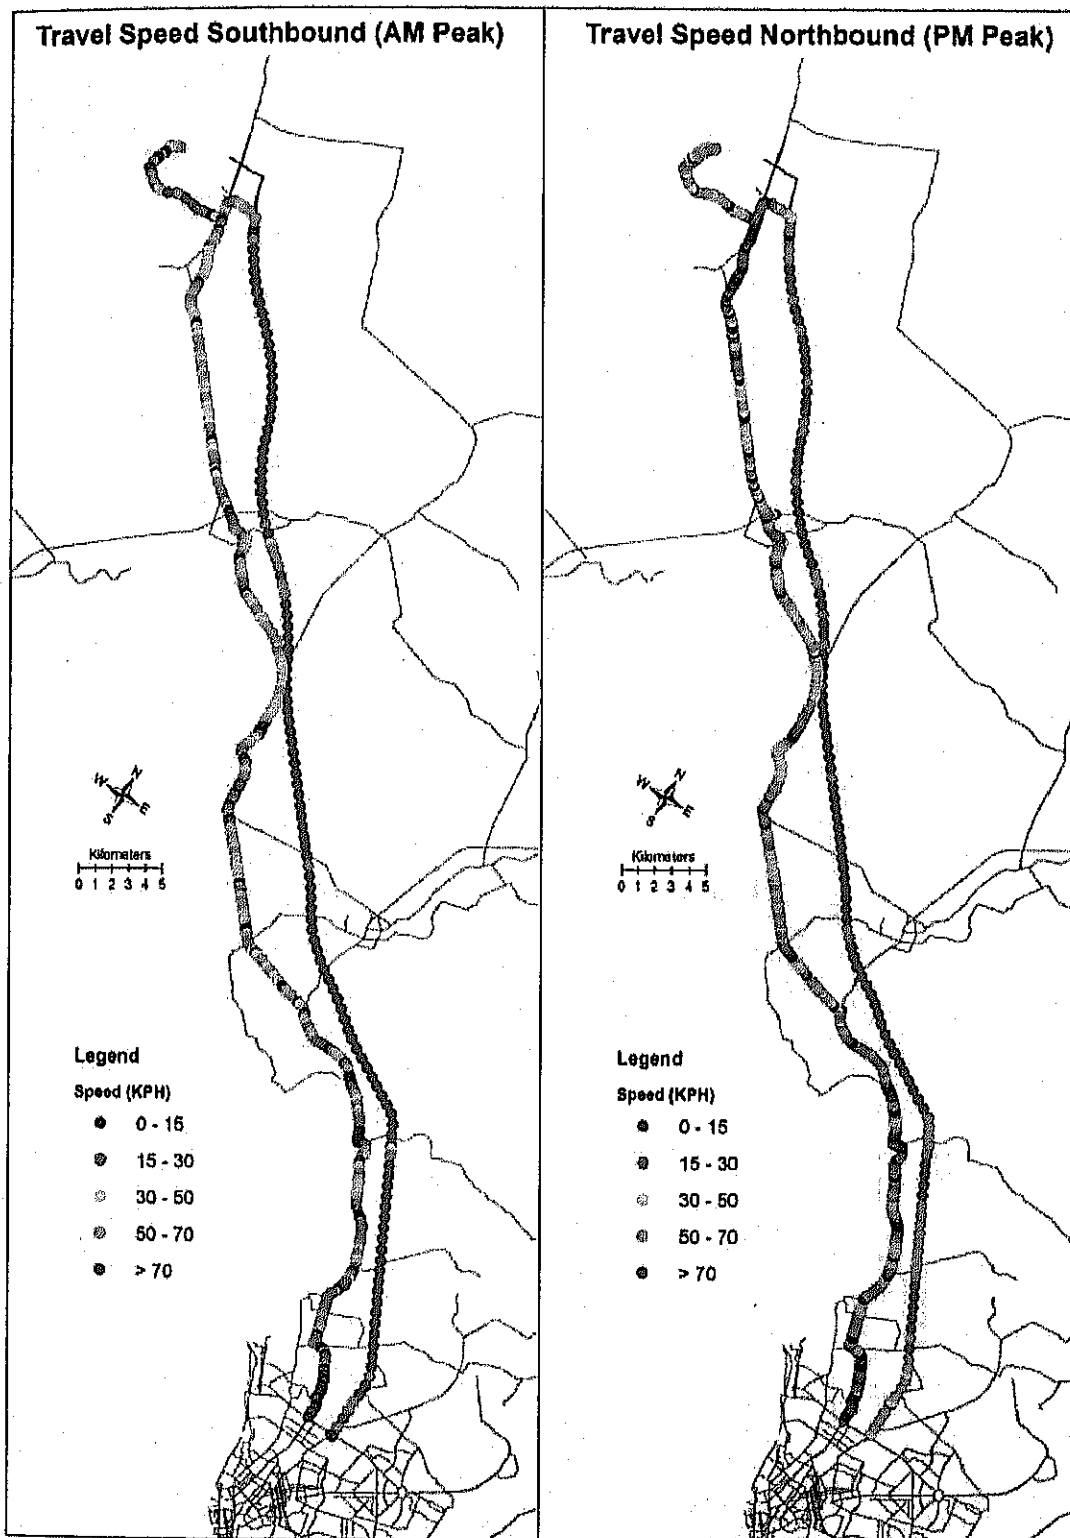 Travel Speed Southbound (AM Peak)
N
W
E
S
Kilometers
0 1 2 3 4 5
Legend
Speed (KPH)
0 - 15
15 - 30
30 - 50
50 - 70
> 70
Travel Speed Northbound (PM Peak)
N
W
E
S
Kilometers
0 1 2 3 4 5
Legend
Speed (KPH)
0 - 15
15 - 30
30 - 50
50 - 70
> 70